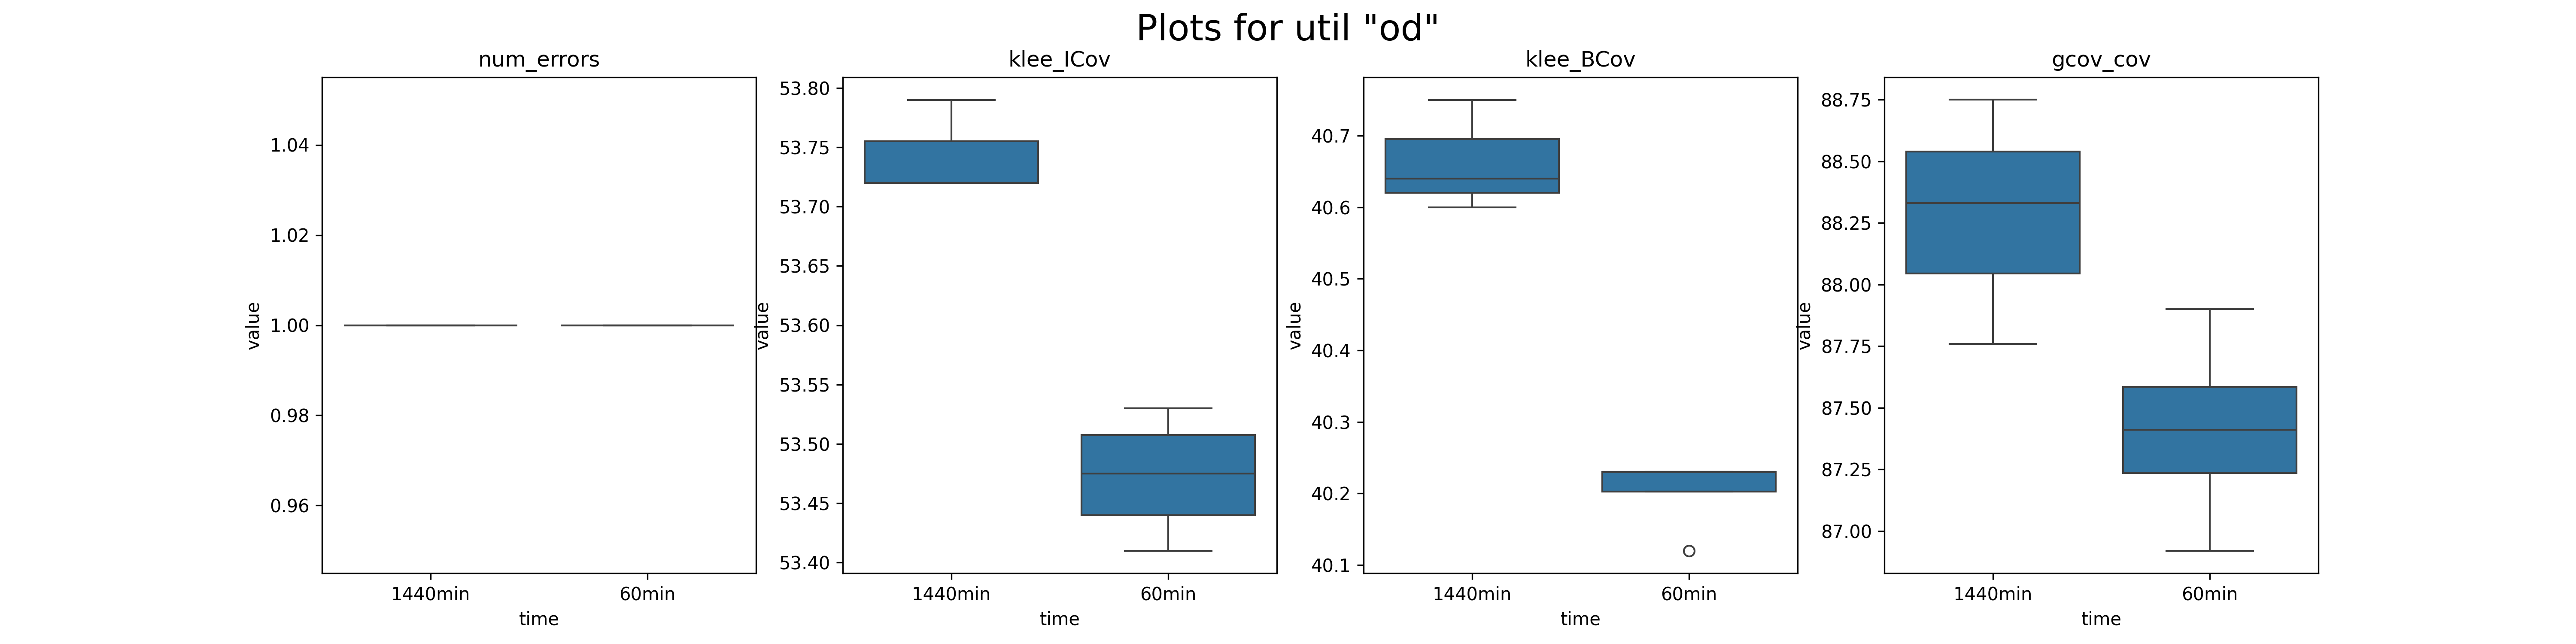 Plots for util "od"
num_errors
value
1.04
1.02
1.00
0.98
0.96
1440min
60min
time
klee_ICov
value
53.80
53.75
53.70
53.65
53.60
53.55
53.50
53.45
53.40
1440min
60min
time
klee_BCov
value
40.7
40.6
40.5
40.4
40.3
40.2
40.1
1440min
60min
time
gcov_cov
value
88.75
88.50
88.25
88.00
87.75
87.50
87.25
87.00
1440min
60min
time